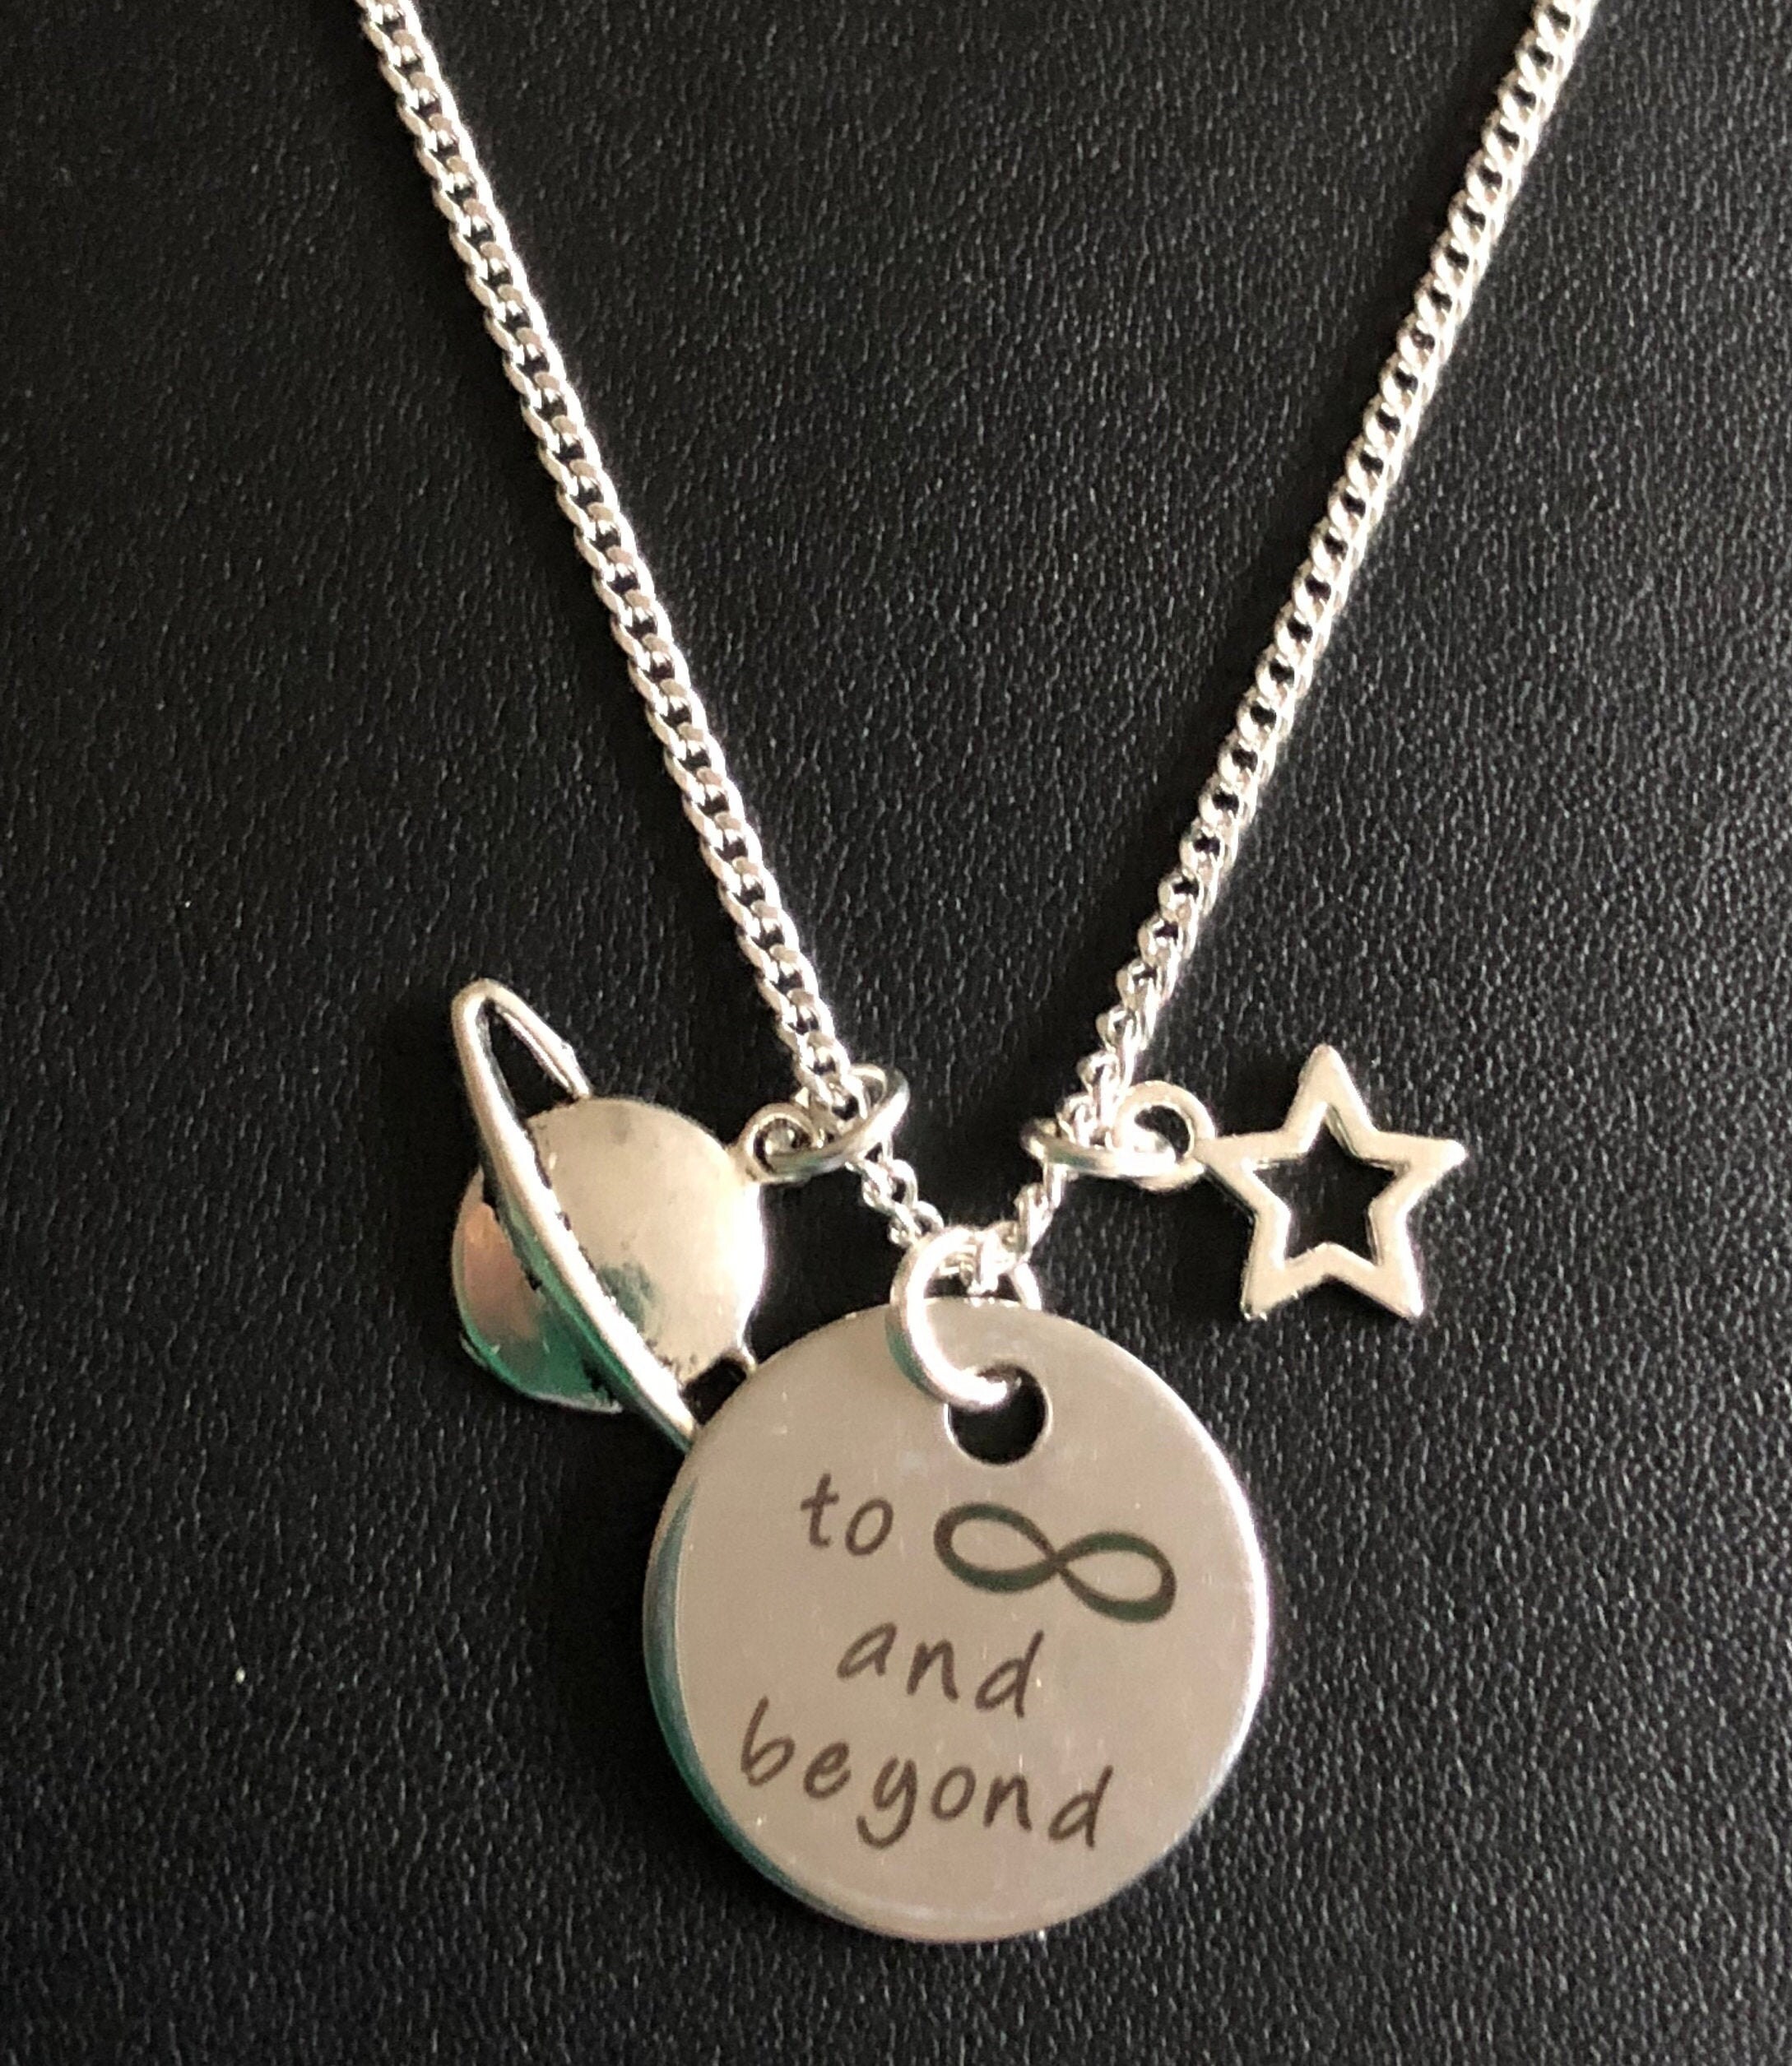 to ∞
and
beyond